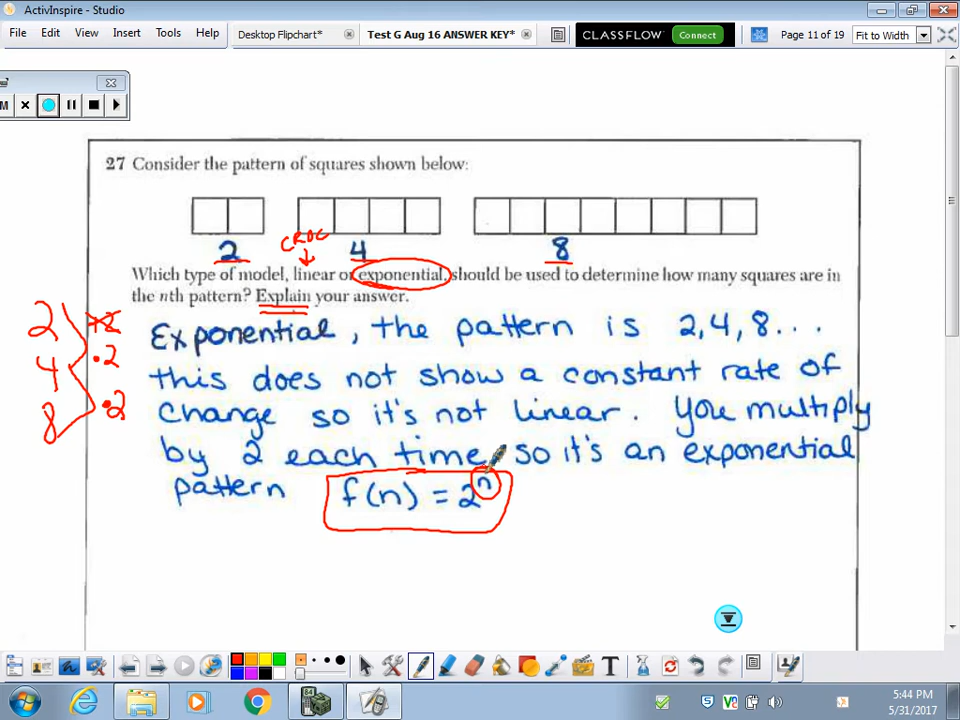 ActivInspire - Studio
File Edit View Insert Tools Help
Desktop Flipchart*
Test G Aug 16 ANSWER KEY*
CLASSFLOW Connect
Page 11 of 19
Fit to Width
M
27 Consider the pattern of squares shown below:
2 4 8
CROC
Which type of model, linear or exponential, should be used to determine how many squares are in
the nth pattern? Explain your answer.
2 +2
4 •2
8 •2
Exponential, the pattern is 2,4,8...
this does not show a constant rate of
change so it's not linear. You multiply
by 2 each time, so it's an exponential
pattern f(n) = 2ⁿ
T
5:44 PM
5/31/2017